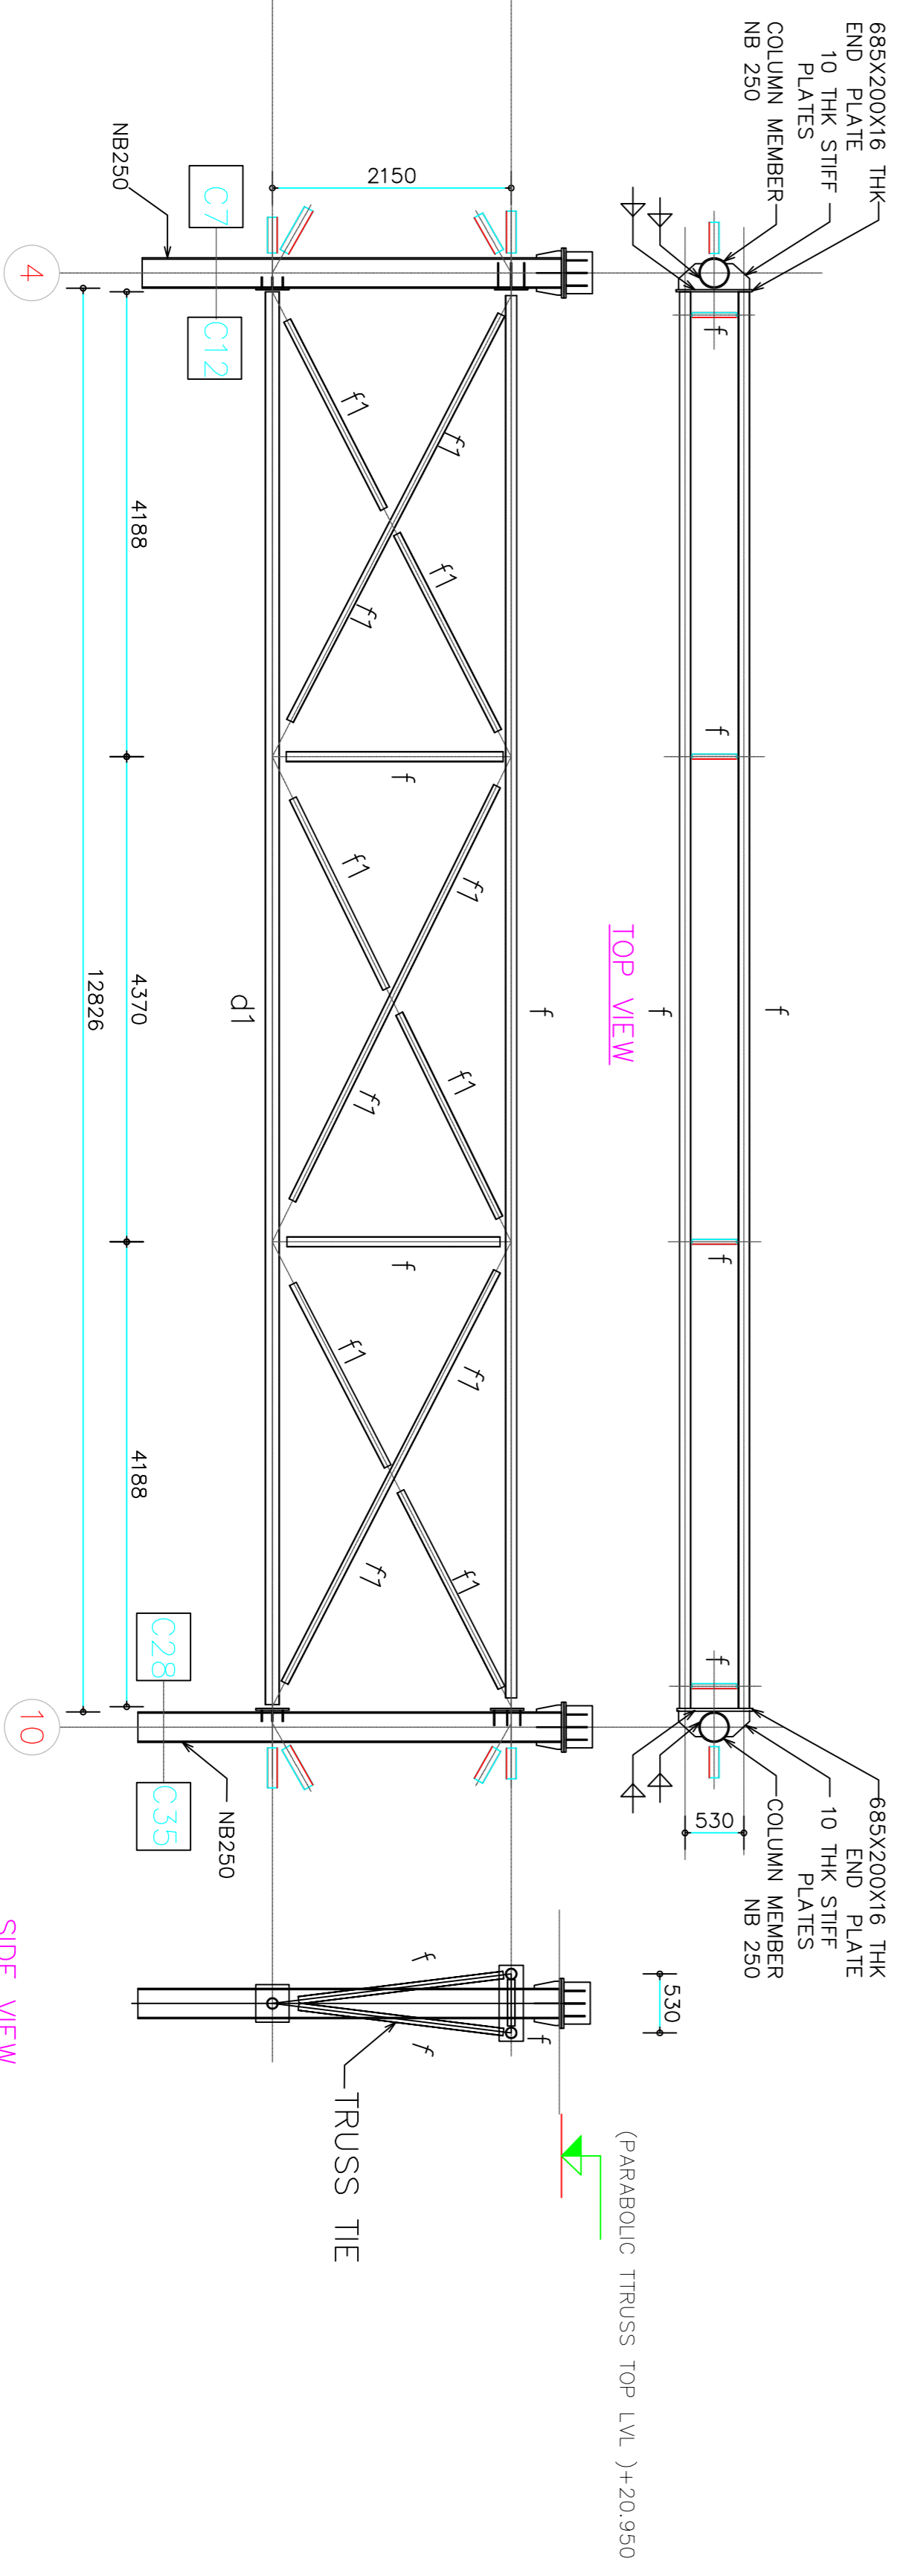 685X200X16 THK
END PLATE
10 THK STIFF
PLATES
COLUMN MEMBER
NB 250
f
f
f
f
f
f
TOP VIEW
685X200X16 THK
END PLATE
10 THK STIFF
PLATES
COLUMN MEMBER
NB 250
530
NB250
2150
C7
C12
4
f1
f1
f1
f1
f
f1
f1
f1
f1
f
f1
f1
f1
f1
f
d1
4188
4370
4188
12826
C28
C35
NB250
10
530
f
f
f
TRUSS TIE
(PARABOLIC TTRUSS TOP LVL )+20.950
SIDE VIEW